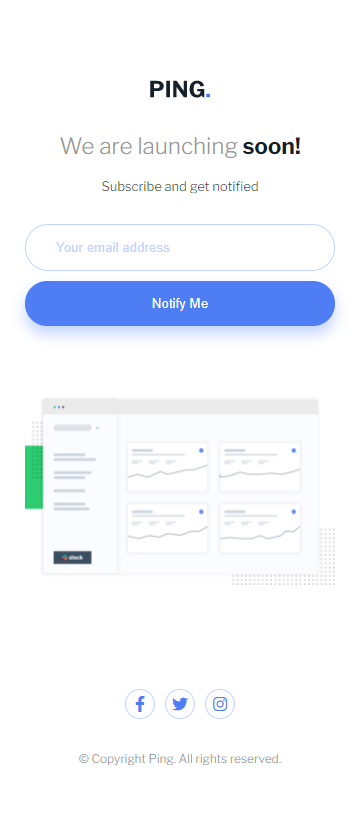 PING.
We are launching soon!
Subscribe and get notified
Your email address
Notify Me
slack
© Copyright Ping. All rights reserved.